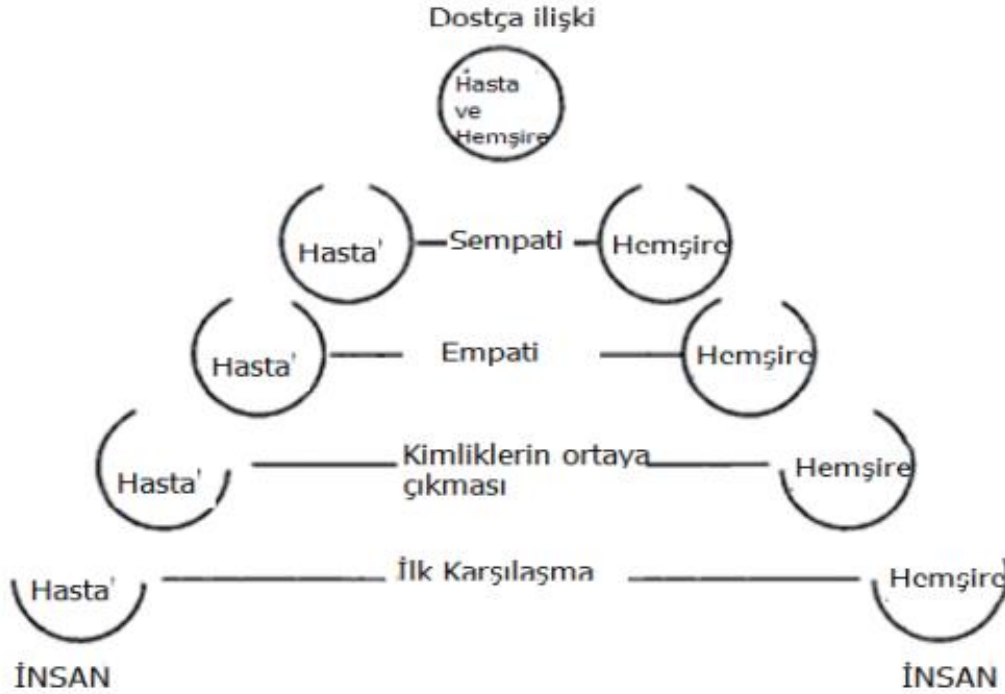 Dostça ilişki
Hasta
ve
Hemşire
Hasta' Sempati Hemşire
Hasta' Empati Hemşire
Kimliklerin ortaya
Hasta' çıkması Hemşire
Hasta' İlk Karşılaşma Hemşire
İNSAN İNSAN